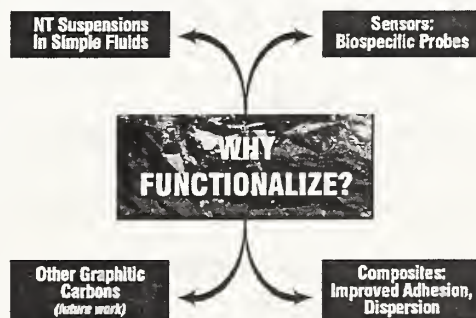 NT Suspensions
In Simple Fluids
Sensors:
Biospecific Probes
WHY
FUNCTIONALIZE?
Other Graphitic
Carbons
(future work)
Composites:
Improved Adhesion,
Dispersion